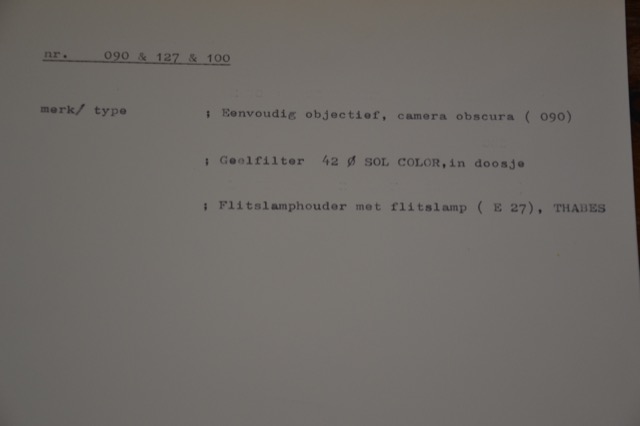 nr. 090 & 127 & 100
merk/ type ; Eenvoudig objectief, camera obscura ( 090)
; Geelfilter 42 Ø SOL COLOR,in doosje
; Flitslamphouder met flitslamp ( E 27), THABES